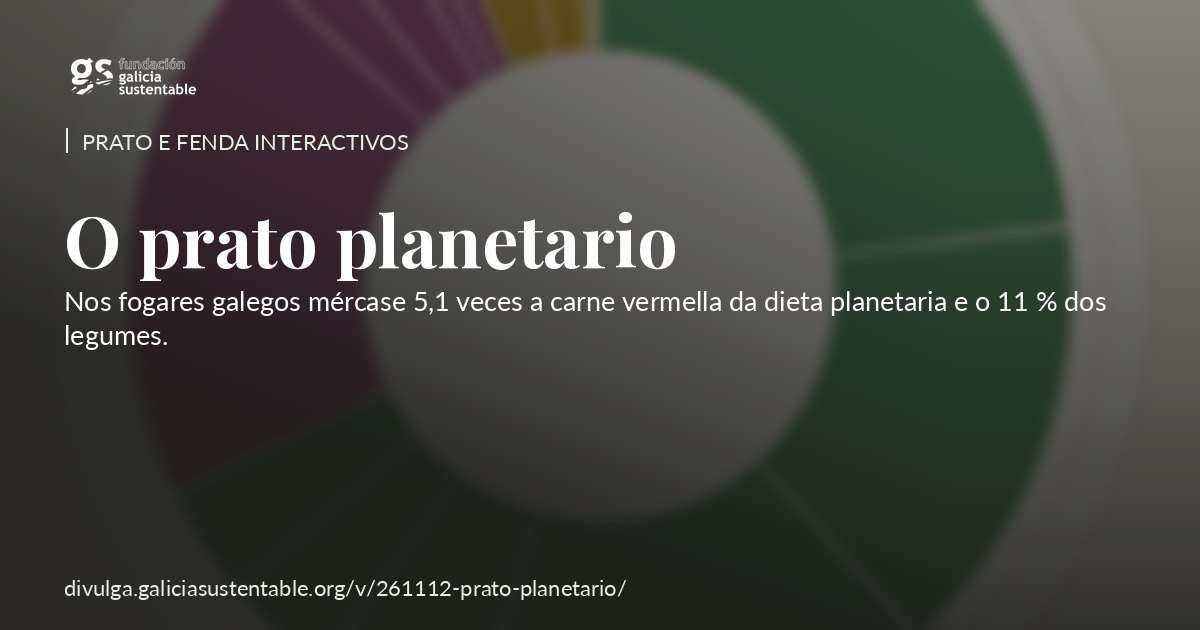 gs fundación
galicia
sustentable
PRATO E FENDA INTERACTIVOS
O prato planetario
Nos fogares galegos mércase 5,1 veces a carne vermella da dieta planetaria e o 11 % dos
legumes.
divulga.galiciasustentable.org/v/261112-prato-planetario/